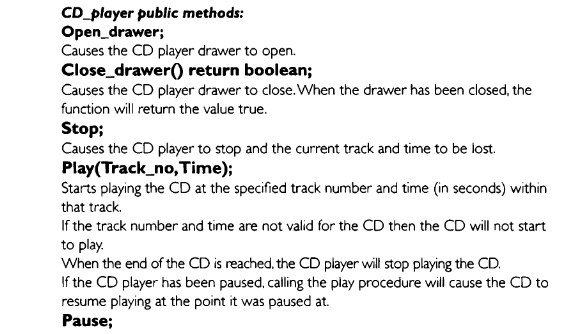 CD_player public methods:
Open_drawer;
Causes the CD player drawer to open.
Close_drawer() return boolean;
Causes the CD player drawer to close. When the drawer has been closed, the
function will return the value true.
Stop;
Causes the CD player to stop and the current track and time to be lost.
Play(Track_no,Time);
Starts playing the CD at the specified track number and time (in seconds) within
that track.
If the track number and time are not valid for the CD then the CD will not start
to play.
When the end of the CD is reached, the CD player will stop playing the CD.
If the CD player has been paused, calling the play procedure will cause the CD to
resume playing at the point it was paused at.
Pause;